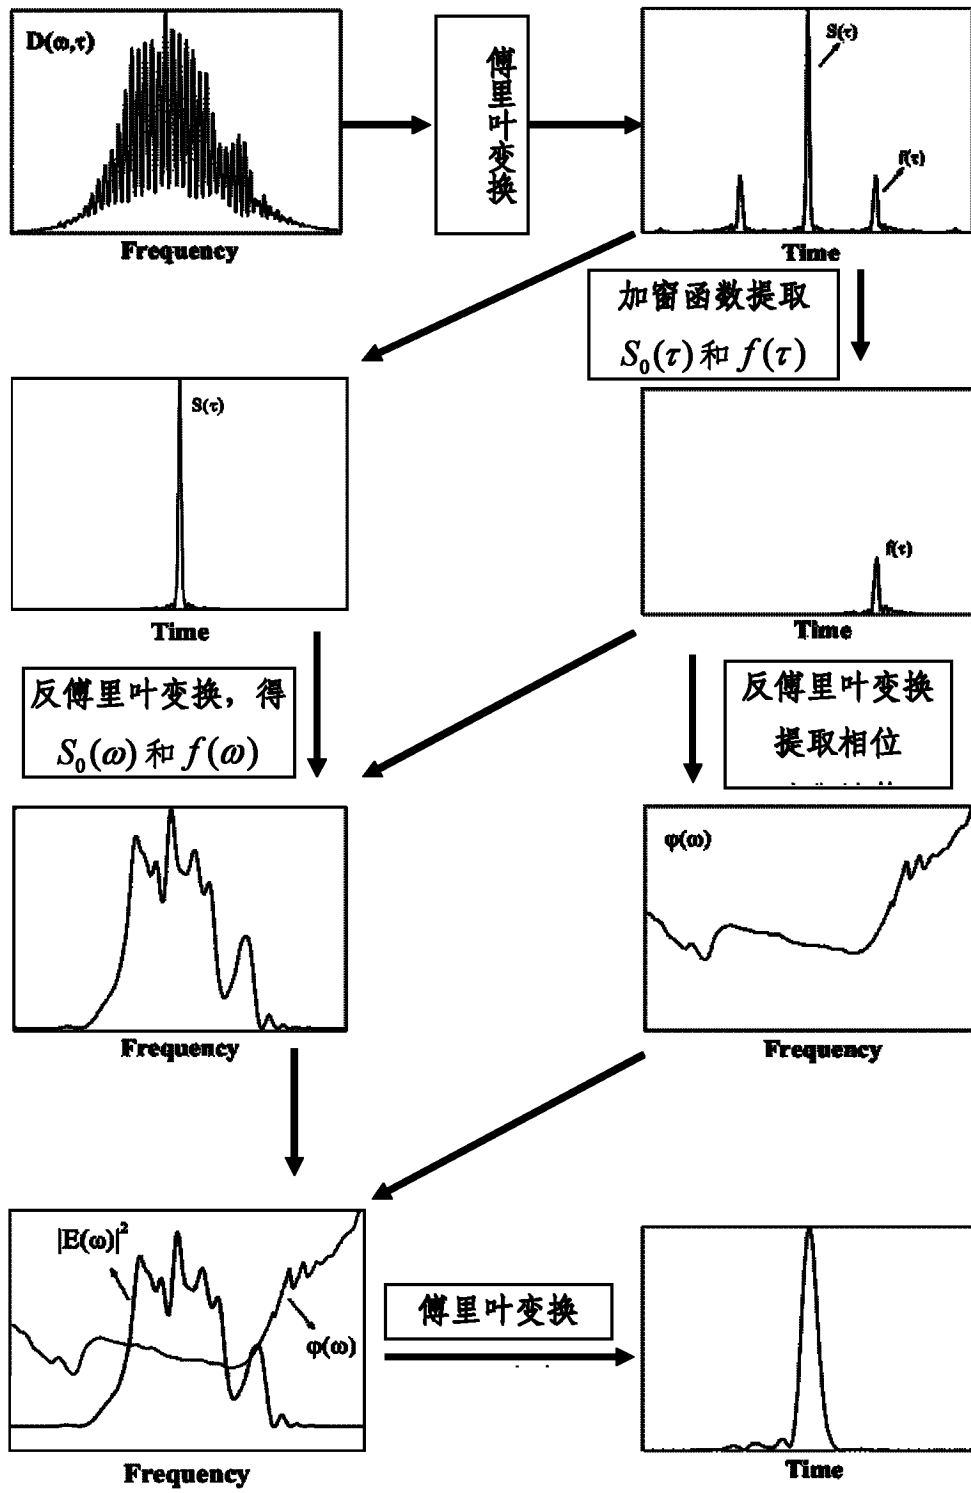 D(ω,τ)
Frequency
傅里叶变换
S(τ)
f(τ)
Time
加窗函数提取
S₀(τ) 和 f(τ)
S(τ)
Time
f(τ)
Time
反傅里叶变换，得
S₀(ω) 和 f(ω)
反傅里叶变换
提取相位
Frequency
φ(ω)
Frequency
|E(ω)|²
φ(ω)
Frequency
傅里叶变换
Time